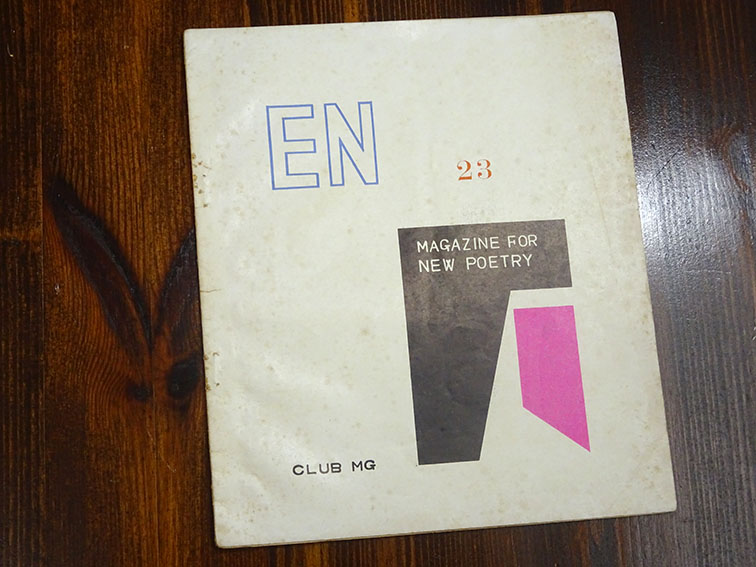 EN
23
MAGAZINE FOR
NEW POETRY
CLUB MG